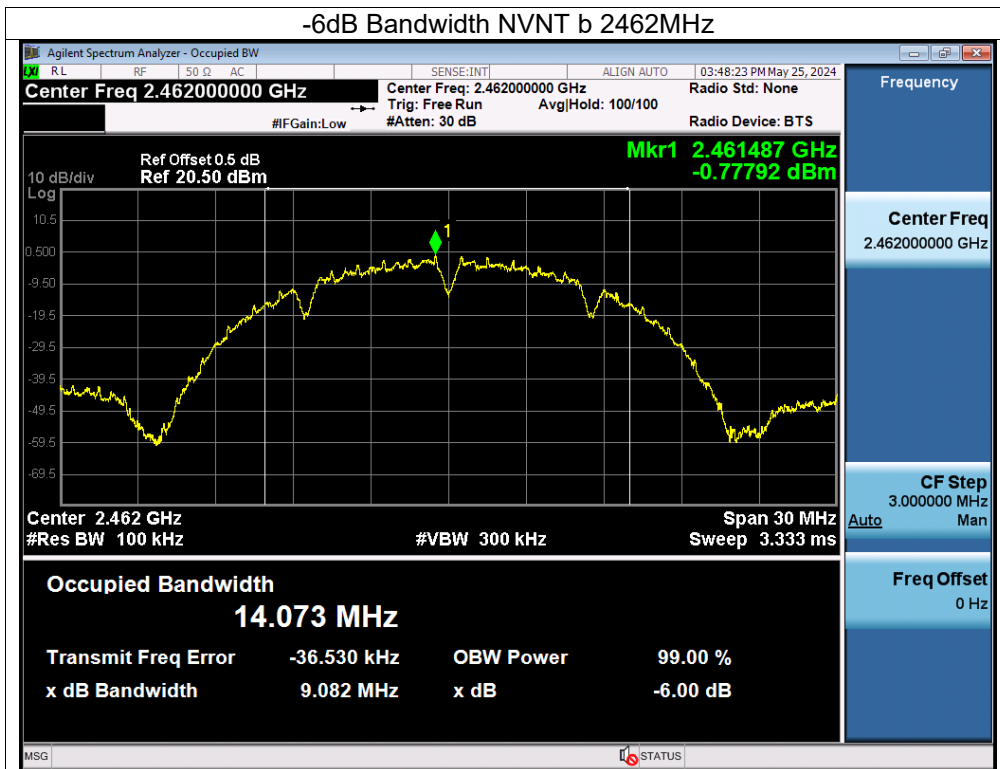 -6dB Bandwidth NVNT b 2462MHz
Agilent Spectrum Analyzer - Occupied BW
LXI RL RF 50 Ω AC SENSE:INT ALIGN AUTO 03:48:23 PM May 25, 2024
Center Freq 2.462000000 GHz
Center Freq: 2.462000000 GHz
Radio Std: None
Trig: Free Run Avg|Hold: 100/100
#IFGain:Low
#Atten: 30 dB
Radio Device: BTS
Frequency
Mkr1 2.461487 GHz
-0.77792 dBm
Ref Offset 0.5 dB
10 dB/div Ref 20.50 dBm
Log
10.5
0.500
-9.50
-19.5
-29.5
-39.5
-49.5
-59.5
-69.5
1
Center 2.462 GHz
Span 30 MHz
#Res BW 100 kHz
#VBW 300 kHz
Sweep 3.333 ms
Center Freq
2.462000000 GHz
CF Step
3.000000 MHz
Auto Man
Freq Offset
0 Hz
Occupied Bandwidth
14.073 MHz
Transmit Freq Error -36.530 kHz OBW Power 99.00 %
x dB Bandwidth 9.082 MHz x dB -6.00 dB
MSG
STATUS